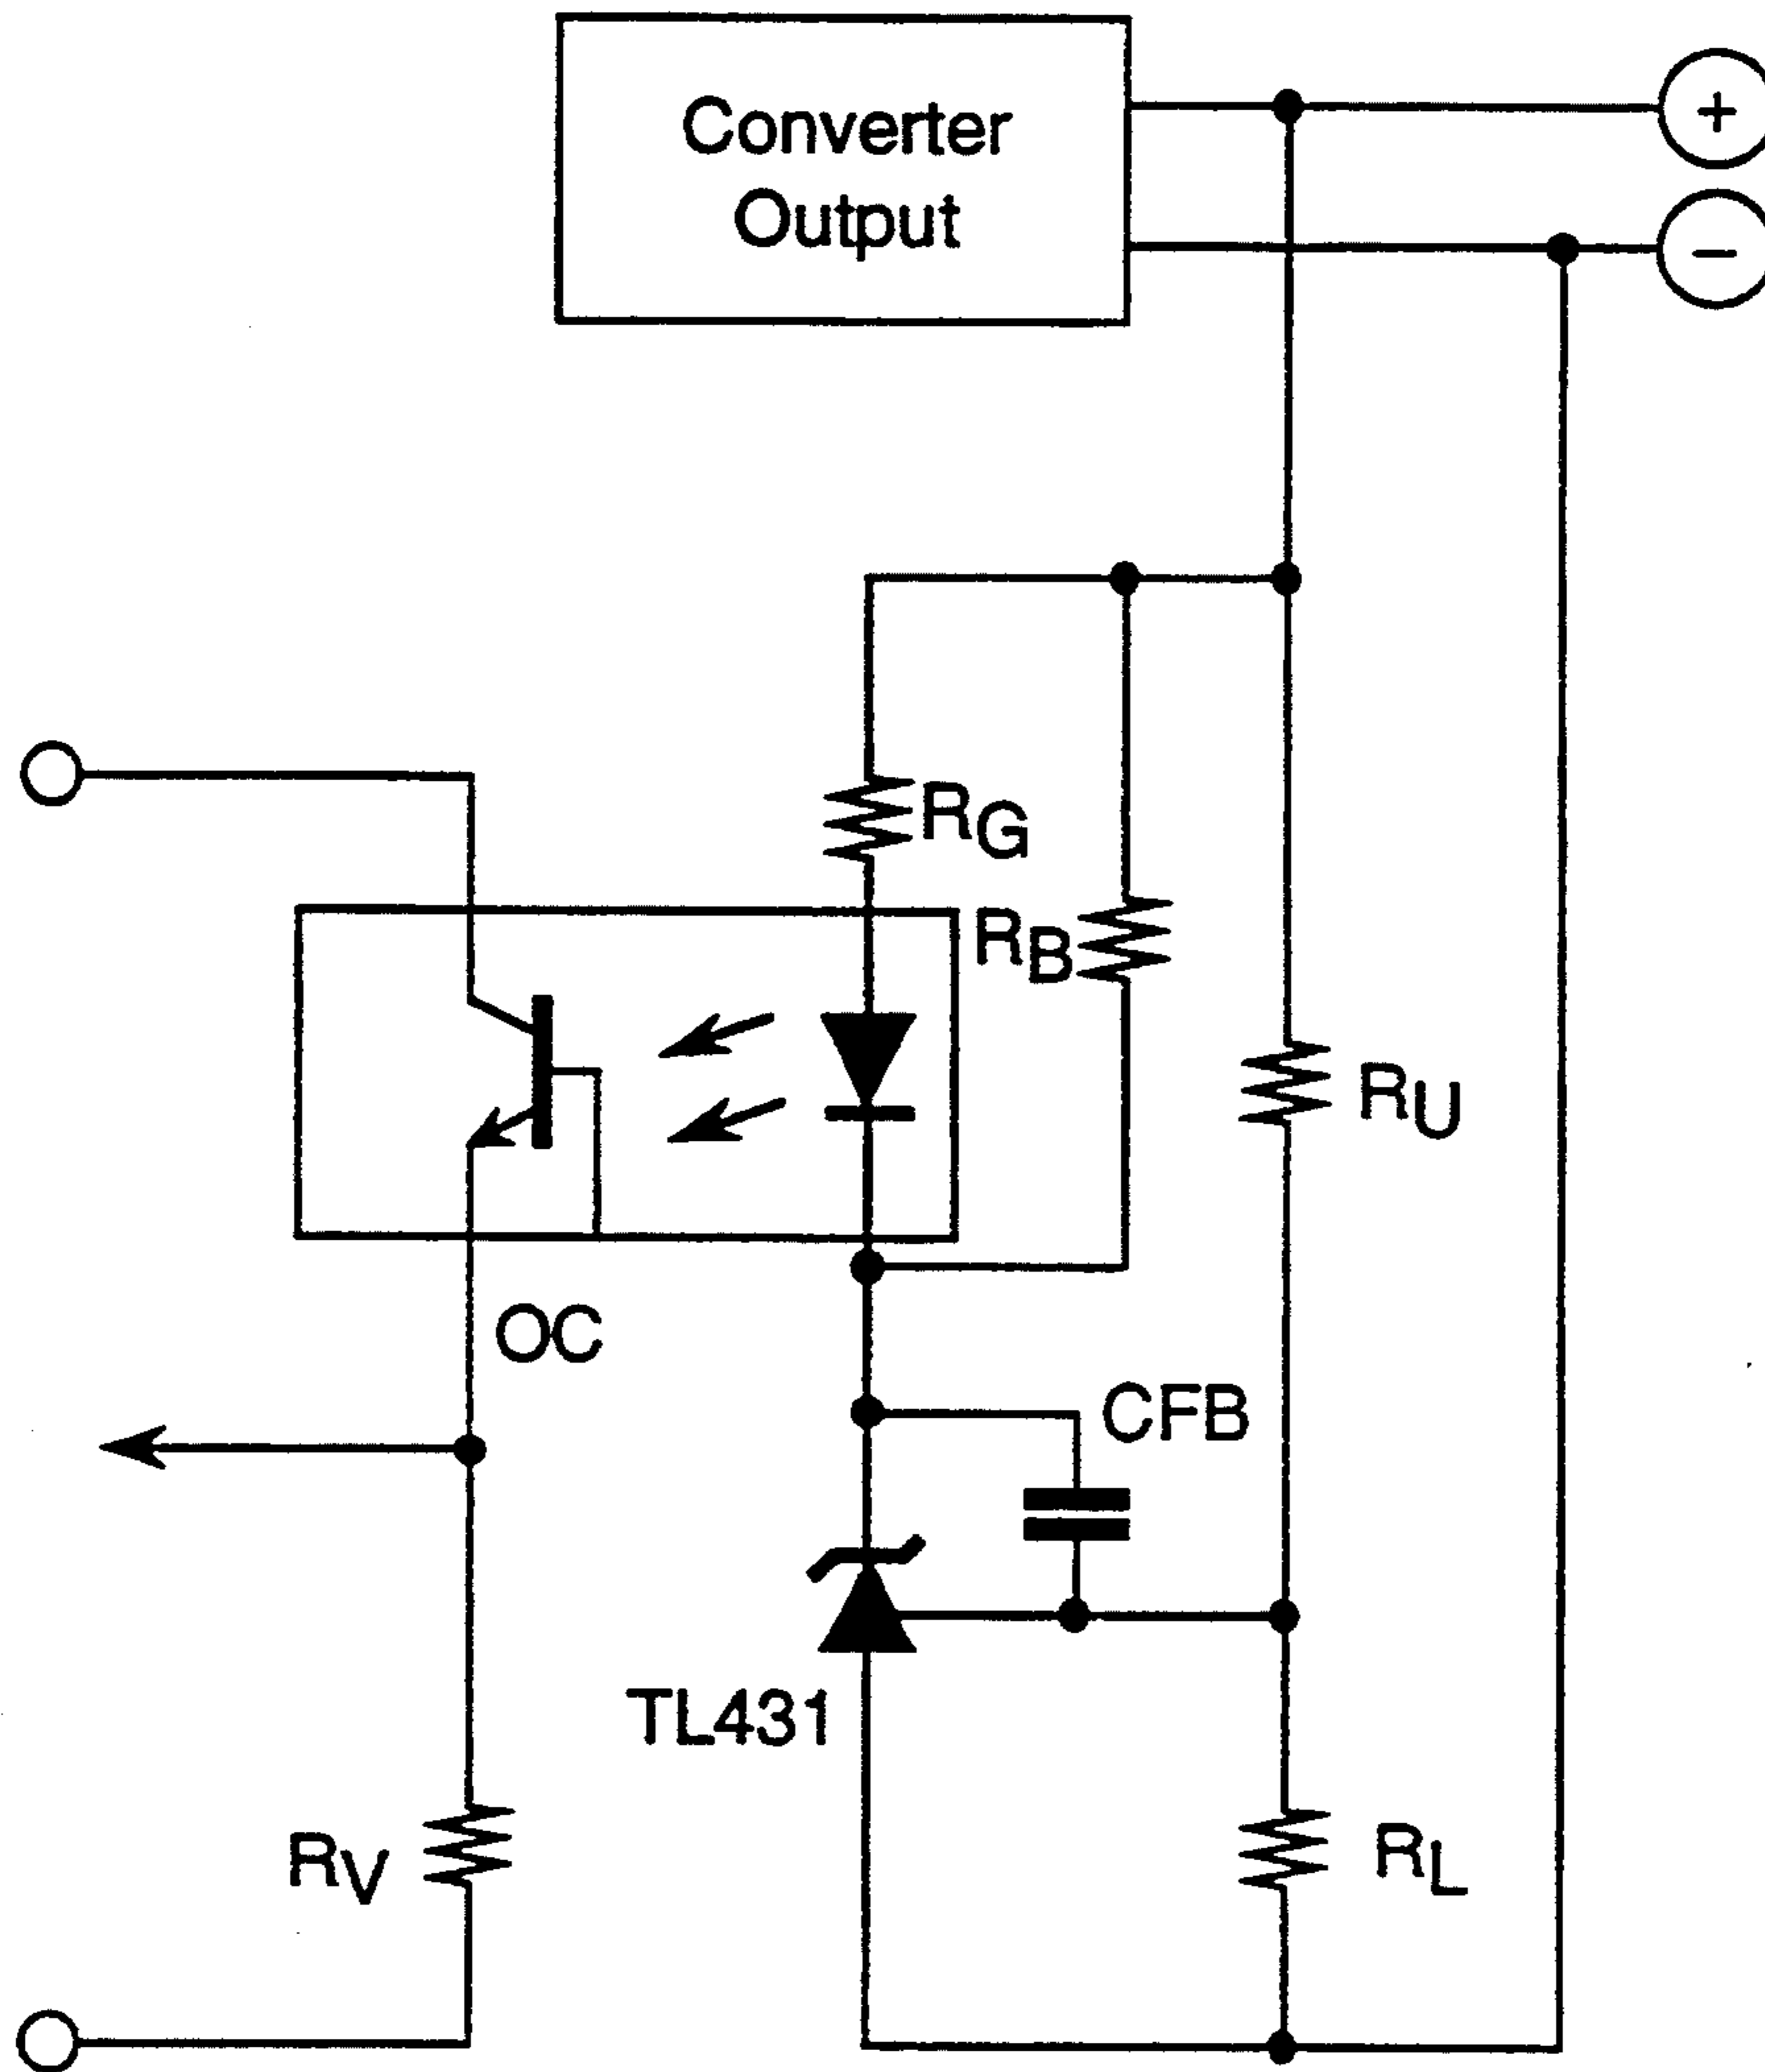 Converter
Output
+
−
RG
RB
RU
OC
CFB
TL431
RV
RL